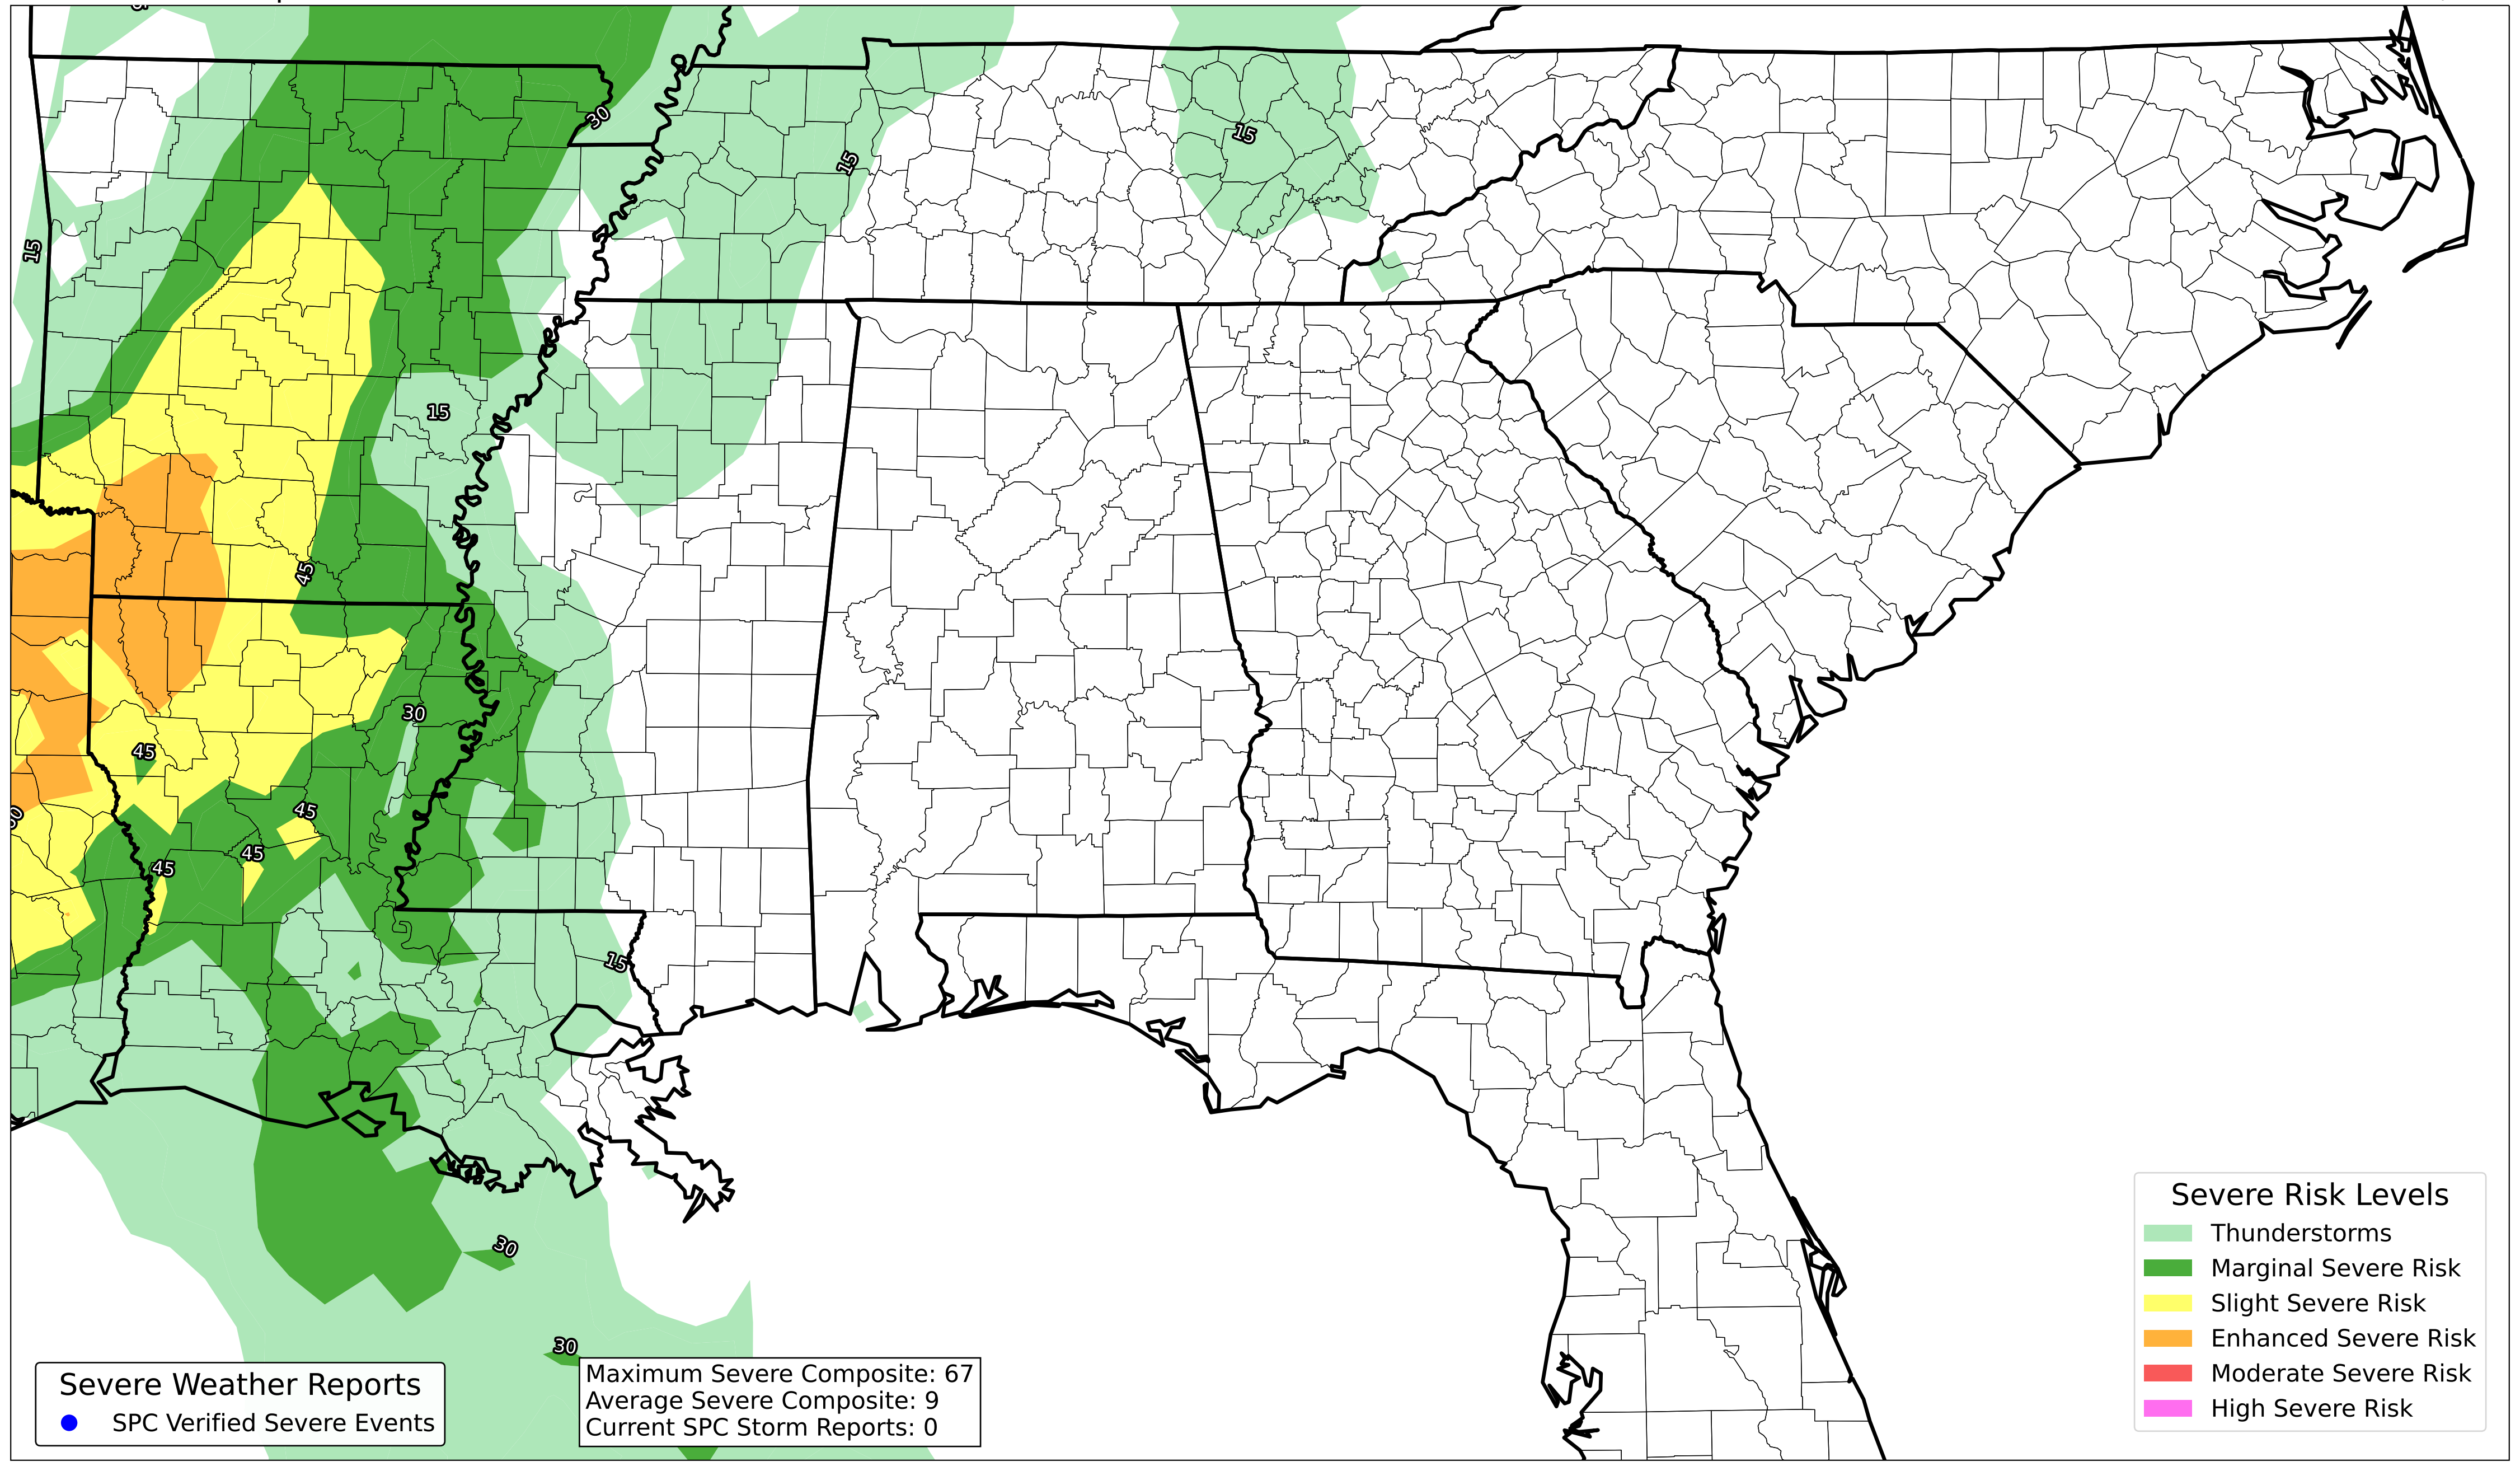 30
15
15
15
15
45
30
45
45
45
45
15
30
30
Severe Risk Levels
Thunderstorms
Marginal Severe Risk
Slight Severe Risk
Enhanced Severe Risk
Moderate Severe Risk
High Severe Risk
Severe Weather Reports
SPC Verified Severe Events
Maximum Severe Composite: 67
Average Severe Composite: 9
Current SPC Storm Reports: 0